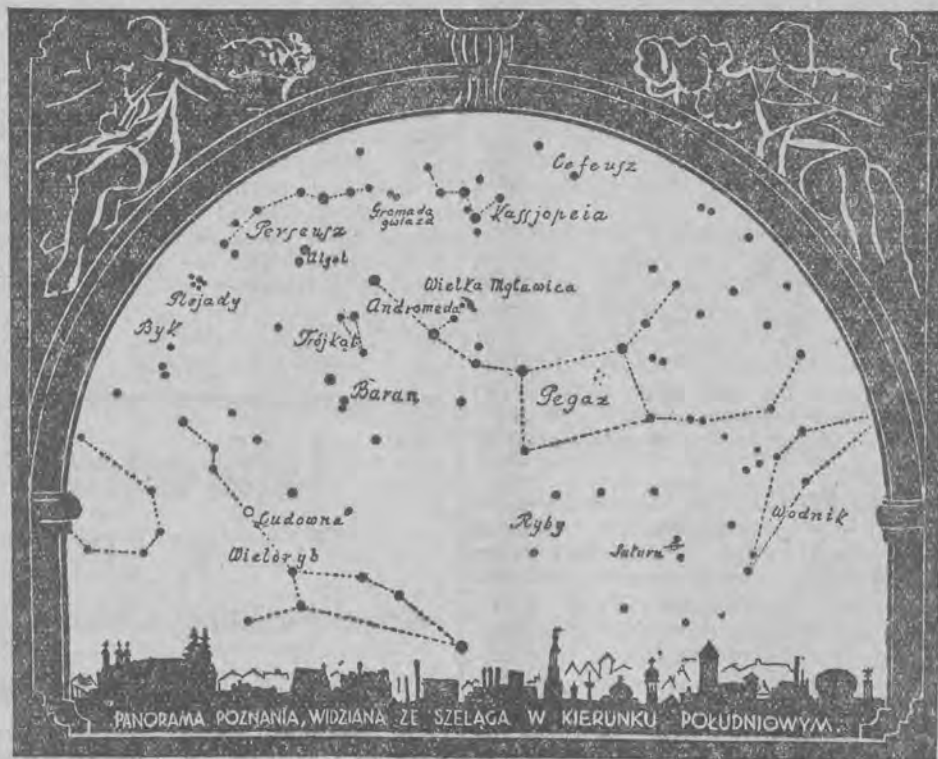 Cefeusz
Gromada
gwiazd
Kassjopeia
Perseusz
Algol
Wielka Mgławica
Plejady
Andromeda
Byk
Trójkąt
Baran
Pegaz
Cudowna
Ryby
Wodnik
Saturn
Wieloryb
PANORAMA POZNANIA, WIDZIANA ZE SZELĄGA W KIERUNKU POŁUDNIOWYM.